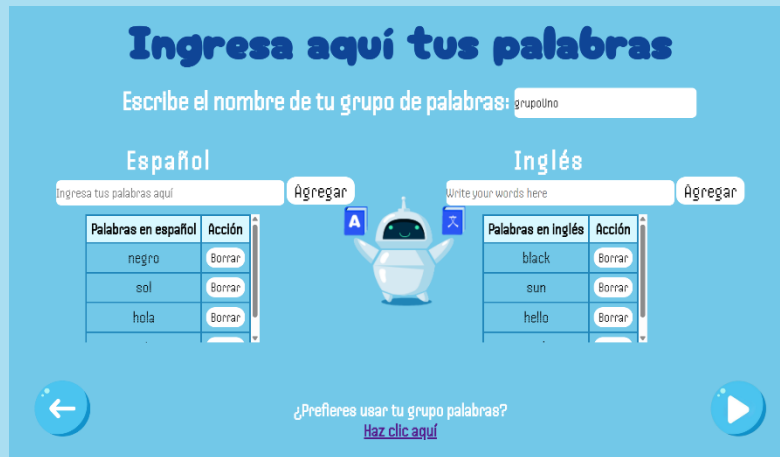 Ingresa aquí tus palabras
Escribe el nombre de tu grupo de palabras: grupoUno
Español
Ingresa tus palabras aquí Agregar
Palabras en español Acción
negro Borrar
sol Borrar
hola Borrar
A 文
Inglés
Write your words here Agregar
Palabras en inglés Acción
black Borrar
sun Borrar
hello Borrar
¿Prefieres usar tu grupo palabras?
Haz clic aquí